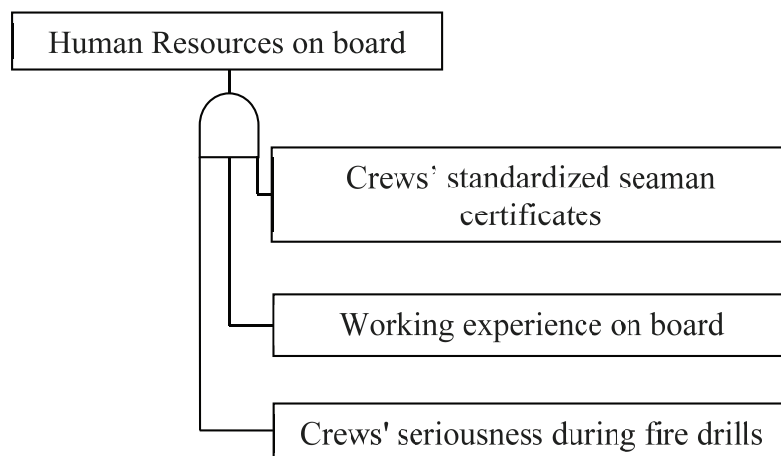 Human Resources on board
Crews’ standardized seaman
certificates
Working experience on board
Crews' seriousness during fire drills